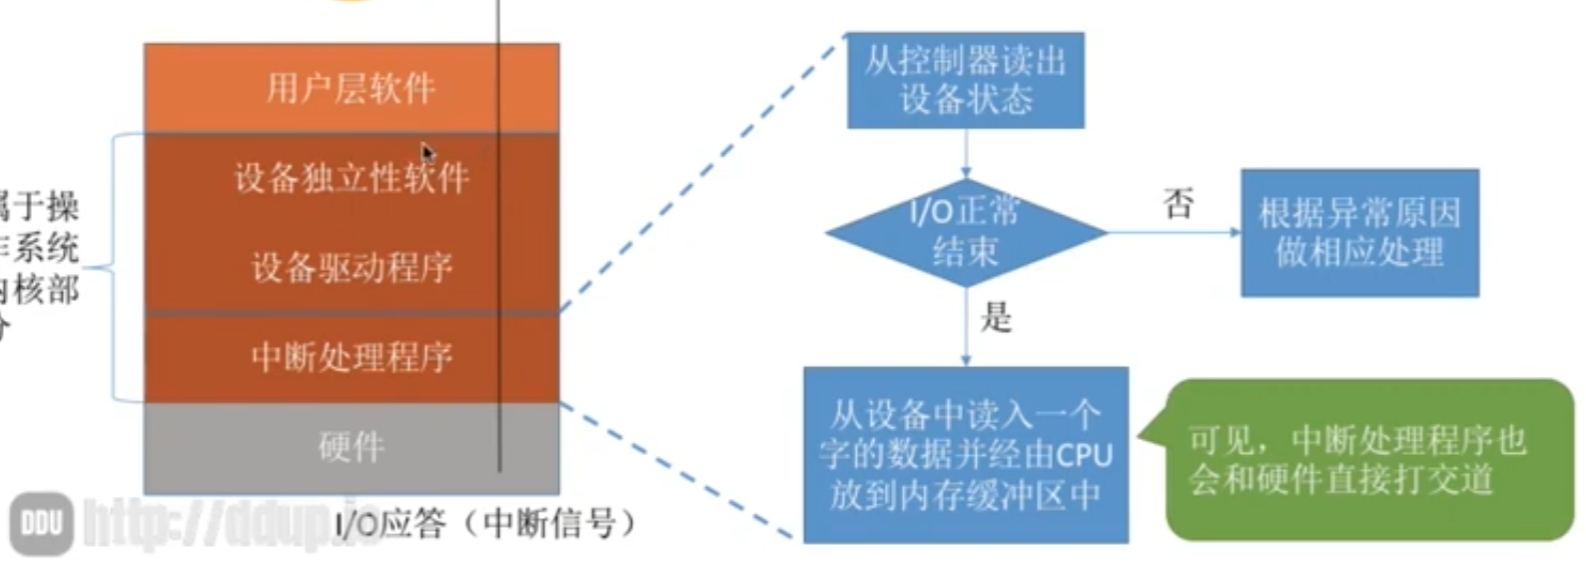 用户层软件
设备独立性软件
设备驱动程序
中断处理程序
硬件
属于操
作系统
内核部
分
I/O应答（中断信号）
从控制器读出
设备状态
I/O正常
结束
否
根据异常原因
做相应处理
是
从设备中读入一个
字的数据并经由CPU
放到内存缓冲区中
可见，中断处理程序也
会和硬件直接打交道
DDU http://ddup.io